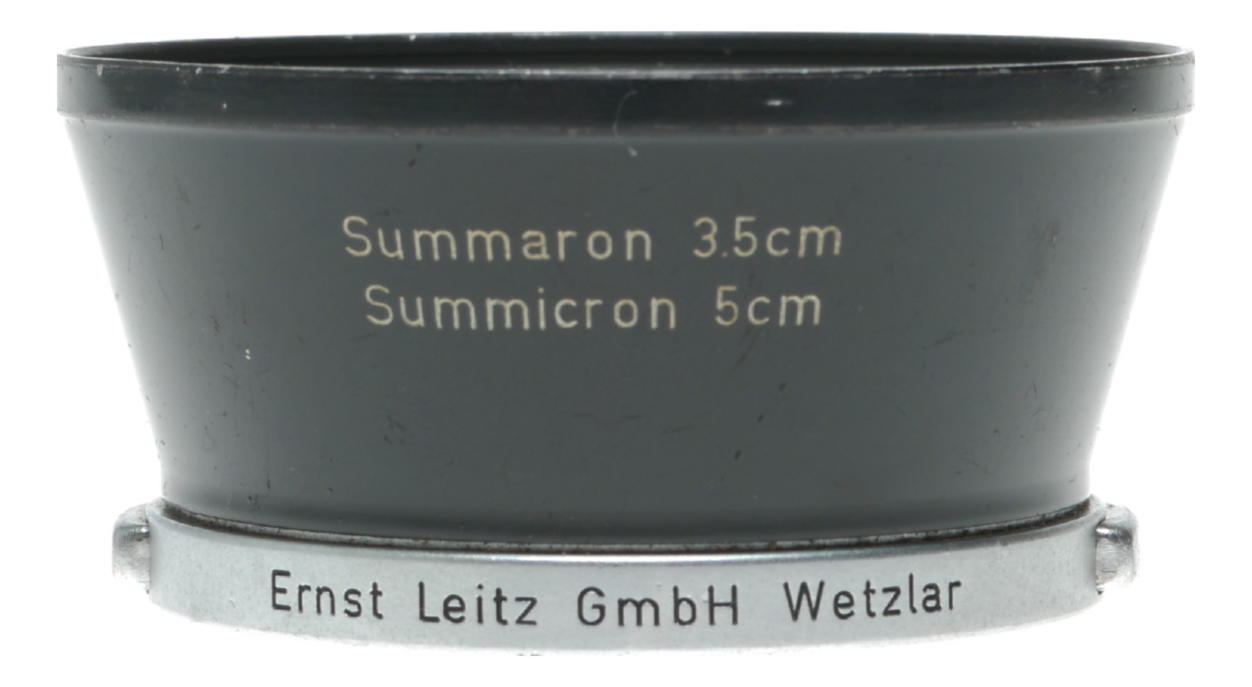 Summaron 3.5cm
Summicron 5cm
Ernst Leitz GmbH Wetzlar